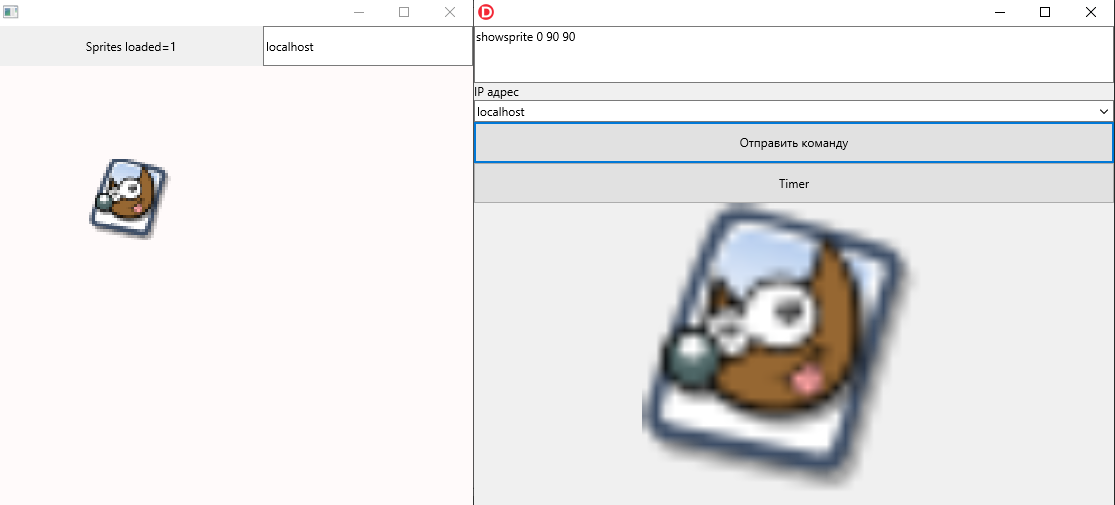 Sprites loaded=1
localhost
showsprite 0 90 90
IP адрес
localhost
Отправить команду
Timer